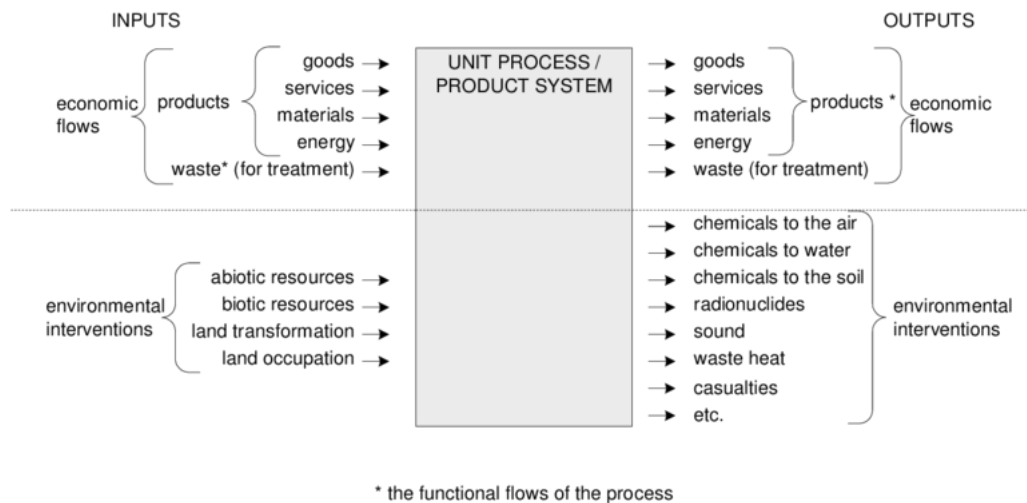 INPUTS
OUTPUTS
UNIT PROCESS /
PRODUCT SYSTEM
economic
flows
products
goods
services
materials
energy
waste* (for treatment)
goods
services
materials
energy
waste (for treatment)
products *
economic
flows
environmental
interventions
abiotic resources
biotic resources
land transformation
land occupation
chemicals to the air
chemicals to water
chemicals to the soil
radionuclides
sound
waste heat
casualties
etc.
environmental
interventions
* the functional flows of the process